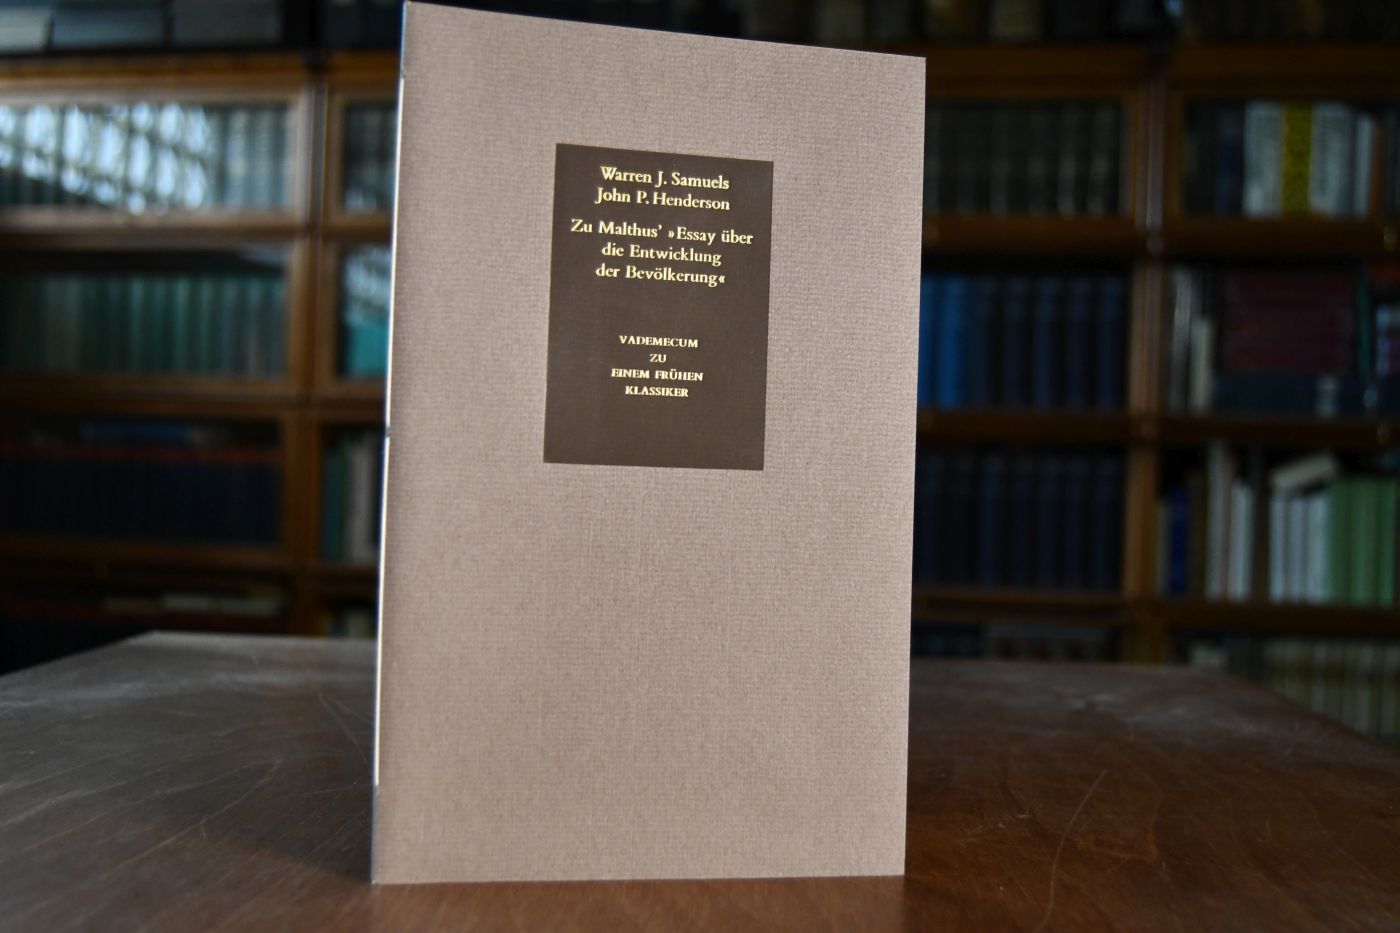 Warren J. Samuels
John P. Henderson
Zu Malthus’ »Essay über
die Entwicklung
der Bevölkerung«
VADEMECUM
ZU
EINEM FRÜHEN
KLASSIKER